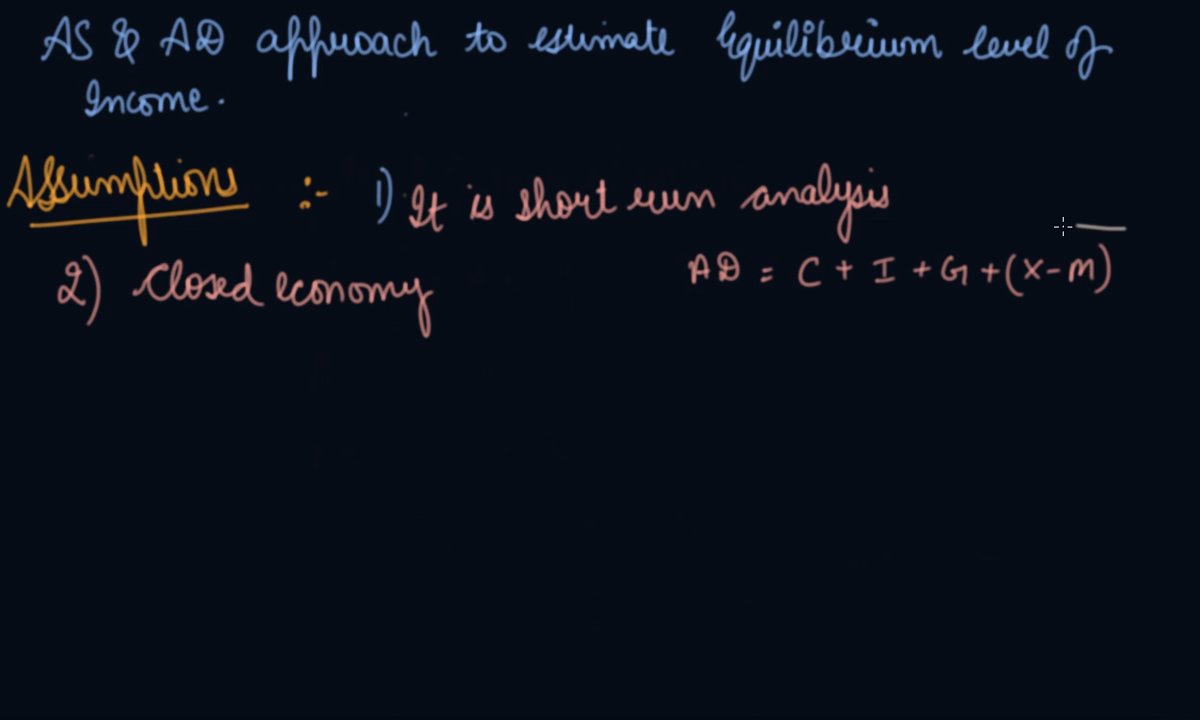 AS & AD approach to estimate Equilibrium level of
Income.
Assumptions :- 1) It is short run analysis
2) Closed economy AD = C + I + G + (X-M)